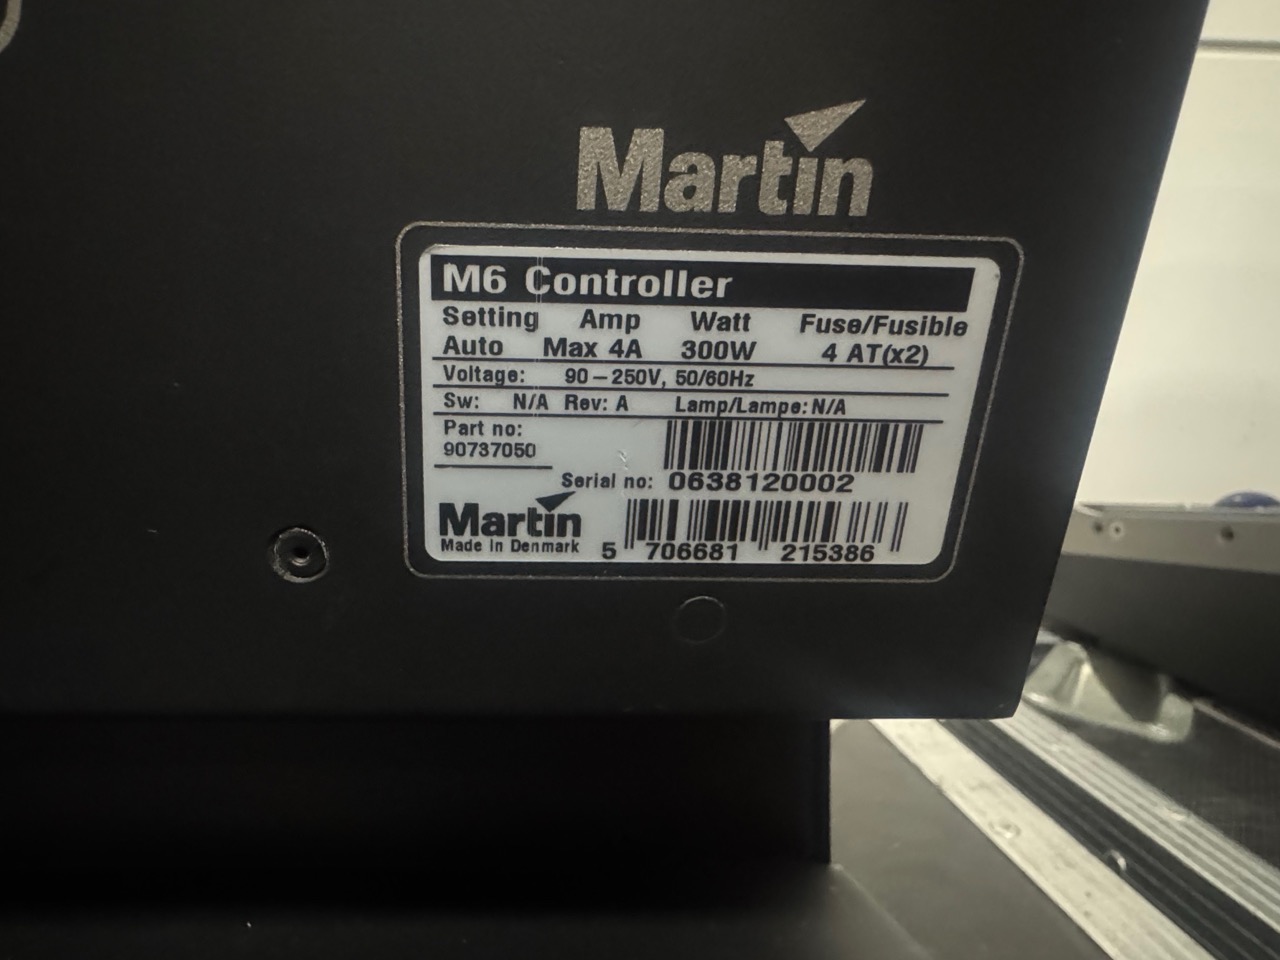 Martin
M6 Controller
Setting Amp Watt Fuse/Fusible
Auto Max 4A 300W 4 AT(x2)
Voltage: 90–250V, 50/60Hz
Sw: N/A Rev: A Lamp/Lampe: N/A
Part no:
90737050
Serial no: 0638120002
Martin
Made in Denmark
5 706681 215386